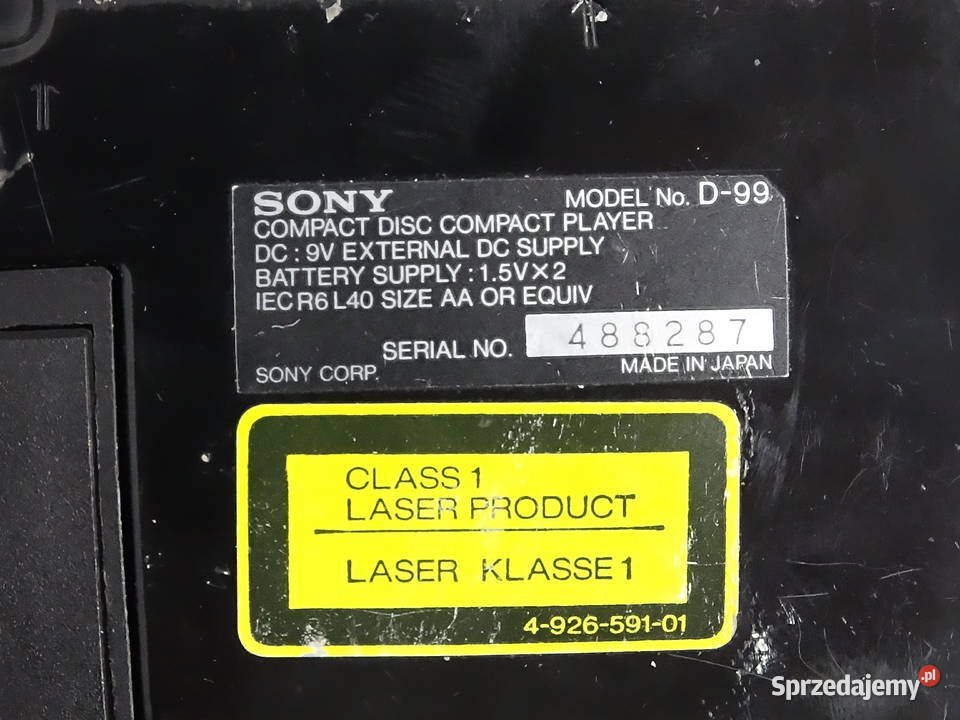 SONY MODEL No. D-99
COMPACT DISC COMPACT PLAYER
DC : 9V EXTERNAL DC SUPPLY
BATTERY SUPPLY : 1.5V×2
IEC R6 L40 SIZE AA OR EQUIV
SERIAL NO. 488287
SONY CORP. MADE IN JAPAN
CLASS 1
LASER PRODUCT
LASER KLASSE 1
4-926-591-01
Sprzedajemy.pl